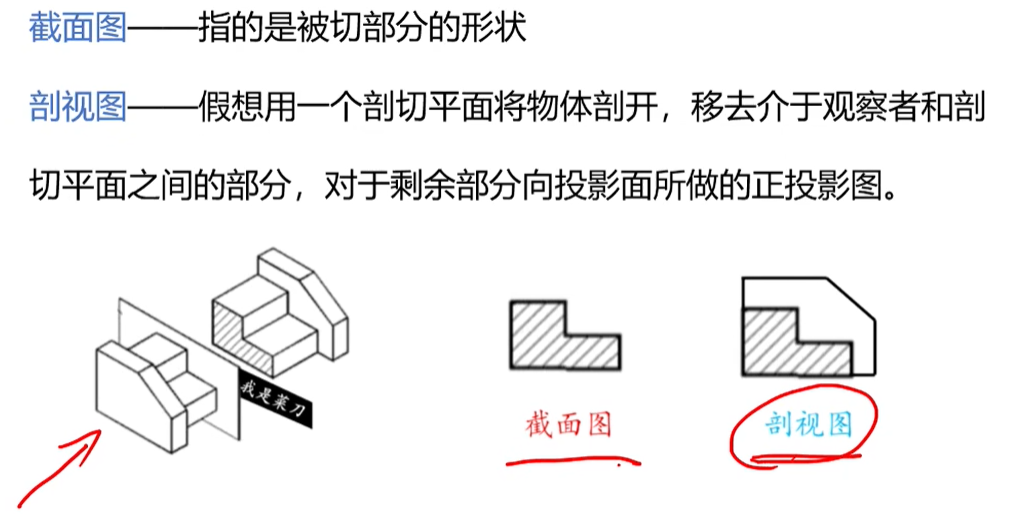 截面图——指的是被切部分的形状
剖视图——假想用一个剖切平面将物体剖开，移去介于观察者和剖
切平面之间的部分，对于剩余部分向投影面所做的正投影图。
我是菜刀
截面图
剖视图